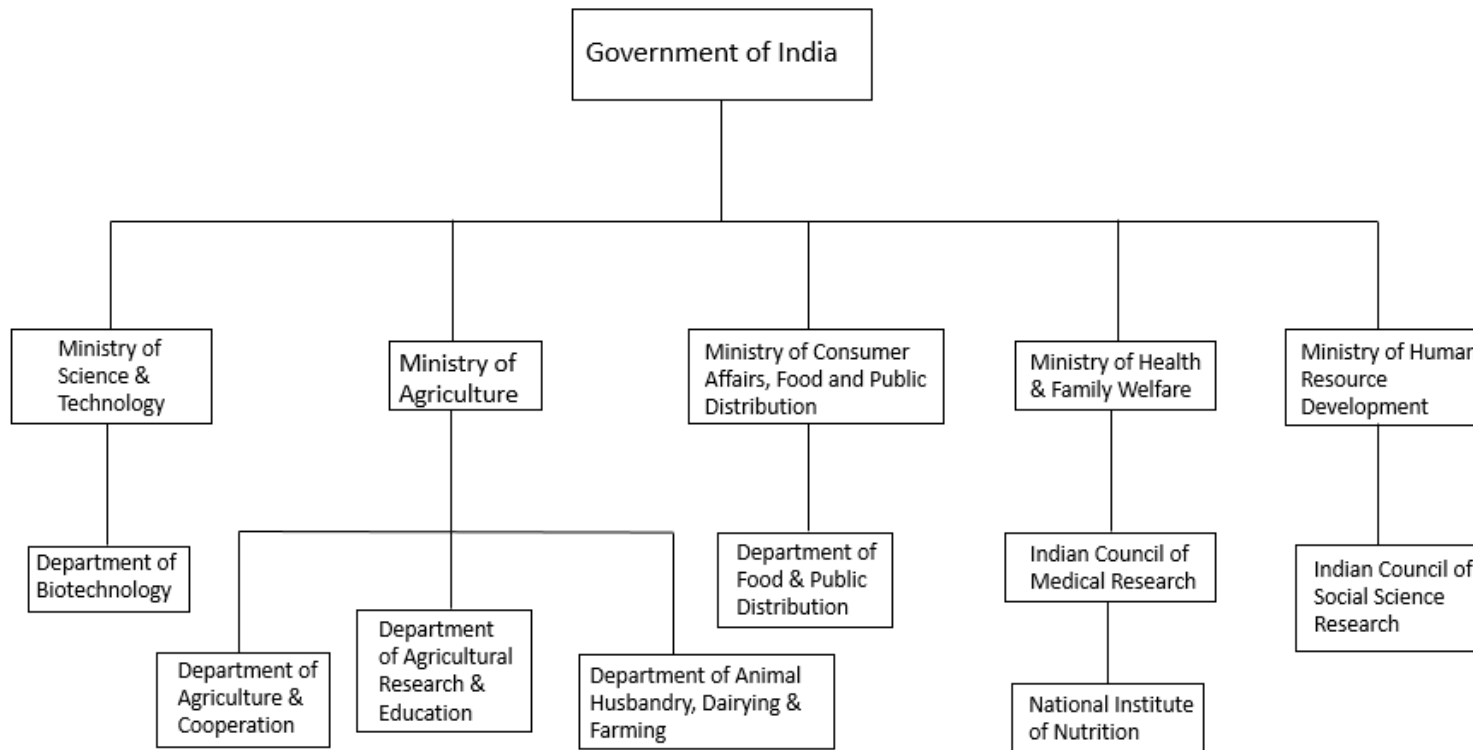 Government of India
Ministry of
Science &
Technology
Ministry of
Agriculture
Ministry of Consumer
Affairs, Food and Public
Distribution
Ministry of Health
& Family Welfare
Ministry of Human
Resource
Development
Department of
Biotechnology
Department of
Agriculture &
Cooperation
Department
of Agricultural
Research &
Education
Department of Animal
Husbandry, Dairying &
Farming
Department of
Food & Public
Distribution
Indian Council of
Medical Research
National Institute
of Nutrition
Indian Council of
Social Science
Research